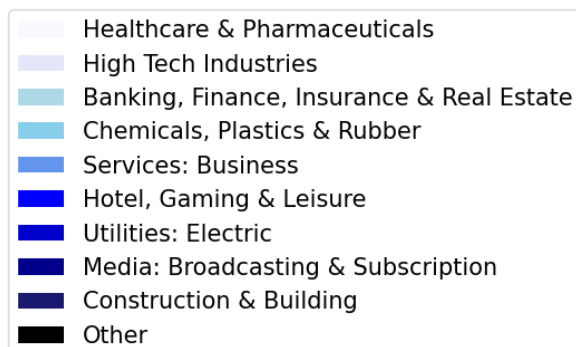 Healthcare & Pharmaceuticals
High Tech Industries
Banking, Finance, Insurance & Real Estate
Chemicals, Plastics & Rubber
Services: Business
Hotel, Gaming & Leisure
Utilities: Electric
Media: Broadcasting & Subscription
Construction & Building
Other